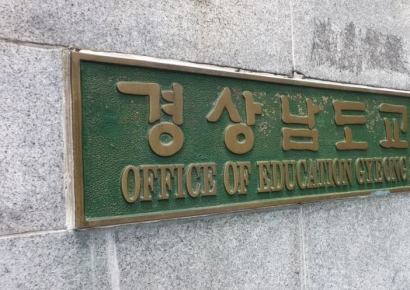 경상남도교
OFFICE OF EDUCATION GYEONG